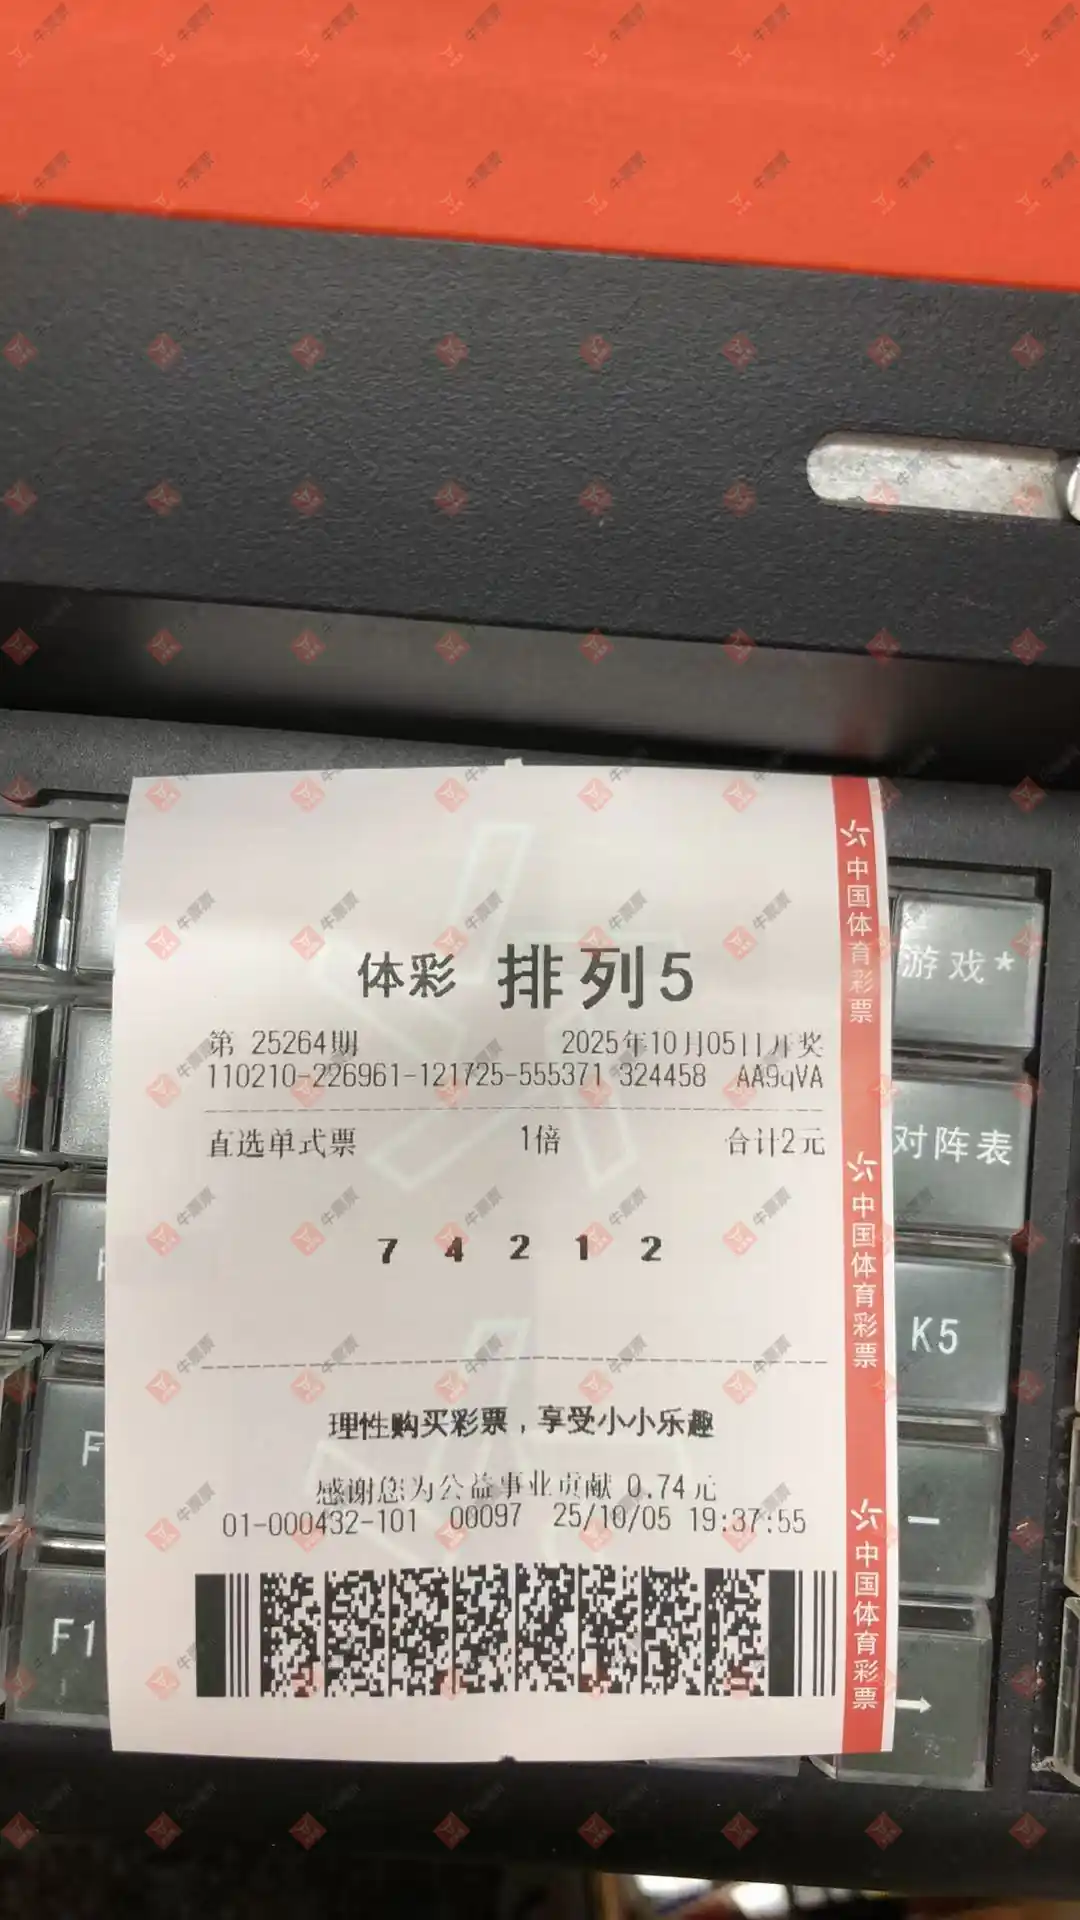 体彩 排列5
第 25264期 2025年10月05日开奖
110210-226961-121725-555371 324458 AA9qVA
直选单式票 1倍 合计2元
7 4 2 1 2
理性购买彩票，享受小小乐趣
感谢您为公益事业贡献 0.74元
01-000432-101 00097 25/10/05 19:37:55
中国体育彩票
中国体育彩票
中国体育彩票
游戏*
对阵表
K5
F
F1
牛票票